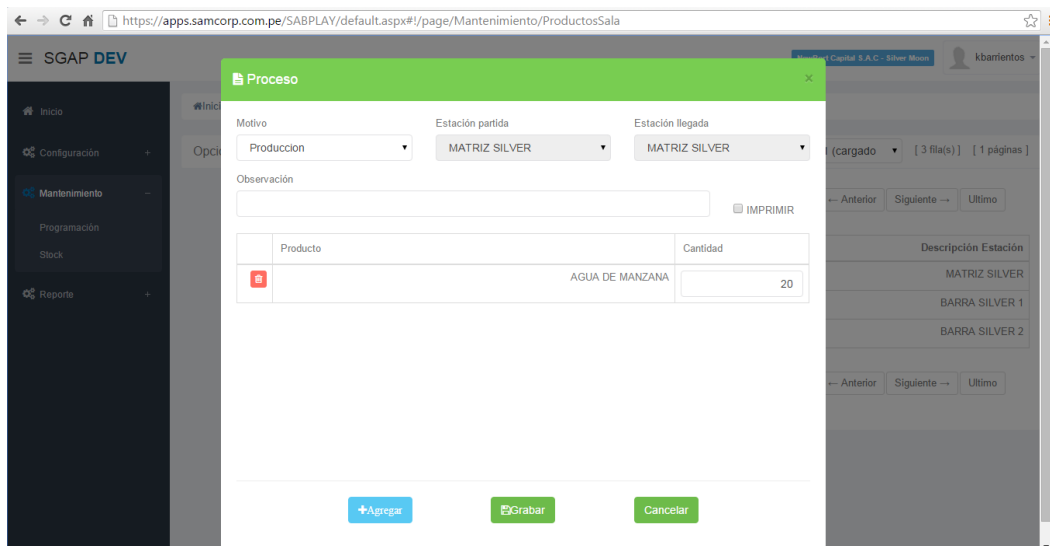 https://apps.samcorp.com.pe/SABPLAY/default.aspx#!/page/Mantenimiento/ProductosSala
SGAP DEV
Capital S.A.C - Silver Moon
kbarrientos
Proceso
×
Inicio
Configuración +
Mantenimiento −
Programación
Stock
Reporte +
Motivo
Estación partida
Estación llegada
Produccion
MATRIZ SILVER
MATRIZ SILVER
(cargado
[ 3 fila(s) ] [ 1 páginas ]
Observación
IMPRIMIR
← Anterior
Siguiente →
Ultimo
Producto
Cantidad
AGUA DE MANZANA
20
Descripción Estación
MATRIZ SILVER
BARRA SILVER 1
BARRA SILVER 2
← Anterior
Siguiente →
Ultimo
+Agregar
Grabar
Cancelar